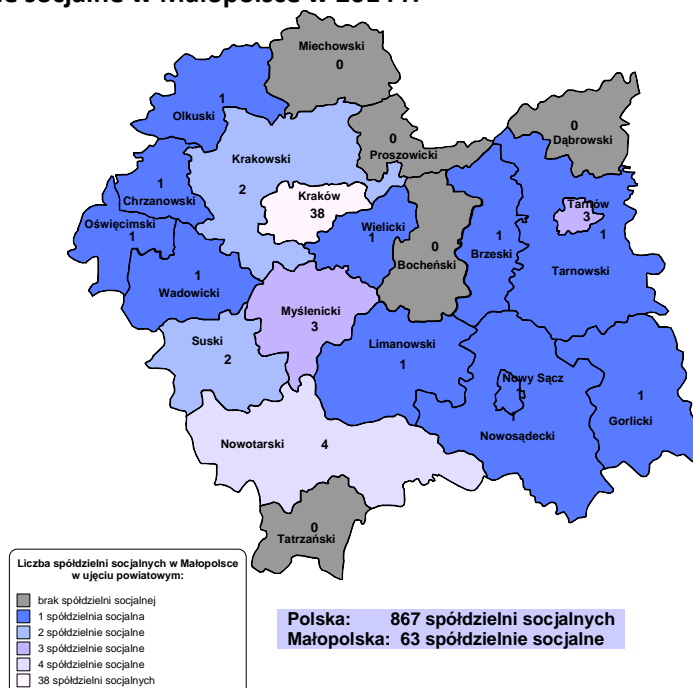 Miechowski
0
1
Olkuski
0
Proszowicki
0
Dąbrowski
Krakowski
2
1
Chrzanowski
Kraków
38
Tarnów
3
1
Tarnowski
Oświęcimski
1
Wielicki
1
0
Bocheński
1
Brzeski
1
Wadowicki
Myślenicki
3
Suski
2
Limanowski
1
Nowy Sącz
1
1
Nowosądecki
1
Gorlicki
Nowotarski
4
0
Tatrzański
Liczba spółdzielni socjalnych w Małopolsce
w ujęciu powiatowym:
brak spółdzielni socjalnej
1 spółdzielnia socjalna
2 spółdzielnie socjalne
3 spółdzielnie socjalne
4 spółdzielnie socjalne
38 spółdzielni socjalnych
Polska: 867 spółdzielni socjalnych
Małopolska: 63 spółdzielnie socjalne